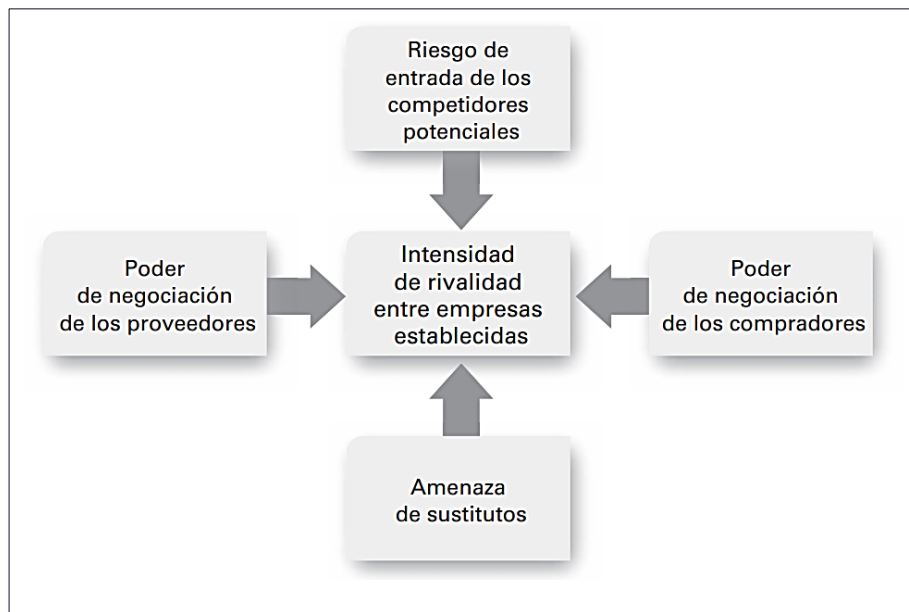 Riesgo de
entrada de los
competidores
potenciales
Poder
de negociación
de los proveedores
Intensidad
de rivalidad
entre empresas
establecidas
Poder
de negociación
de los compradores
Amenaza
de sustitutos